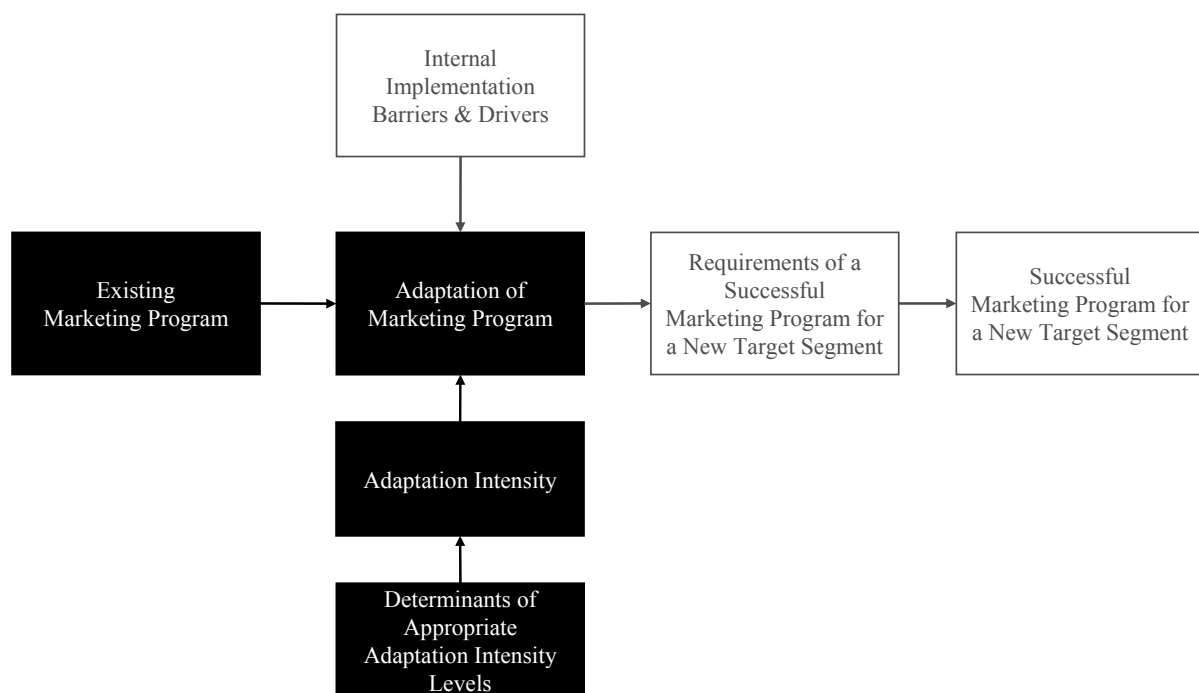 Internal
Implementation
Barriers & Drivers
Existing
Marketing Program
Adaptation of
Marketing Program
Requirements of a
Successful
Marketing Program for
a New Target Segment
Successful
Marketing Program for
a New Target Segment
Adaptation Intensity
Determinants of
Appropriate
Adaptation Intensity
Levels